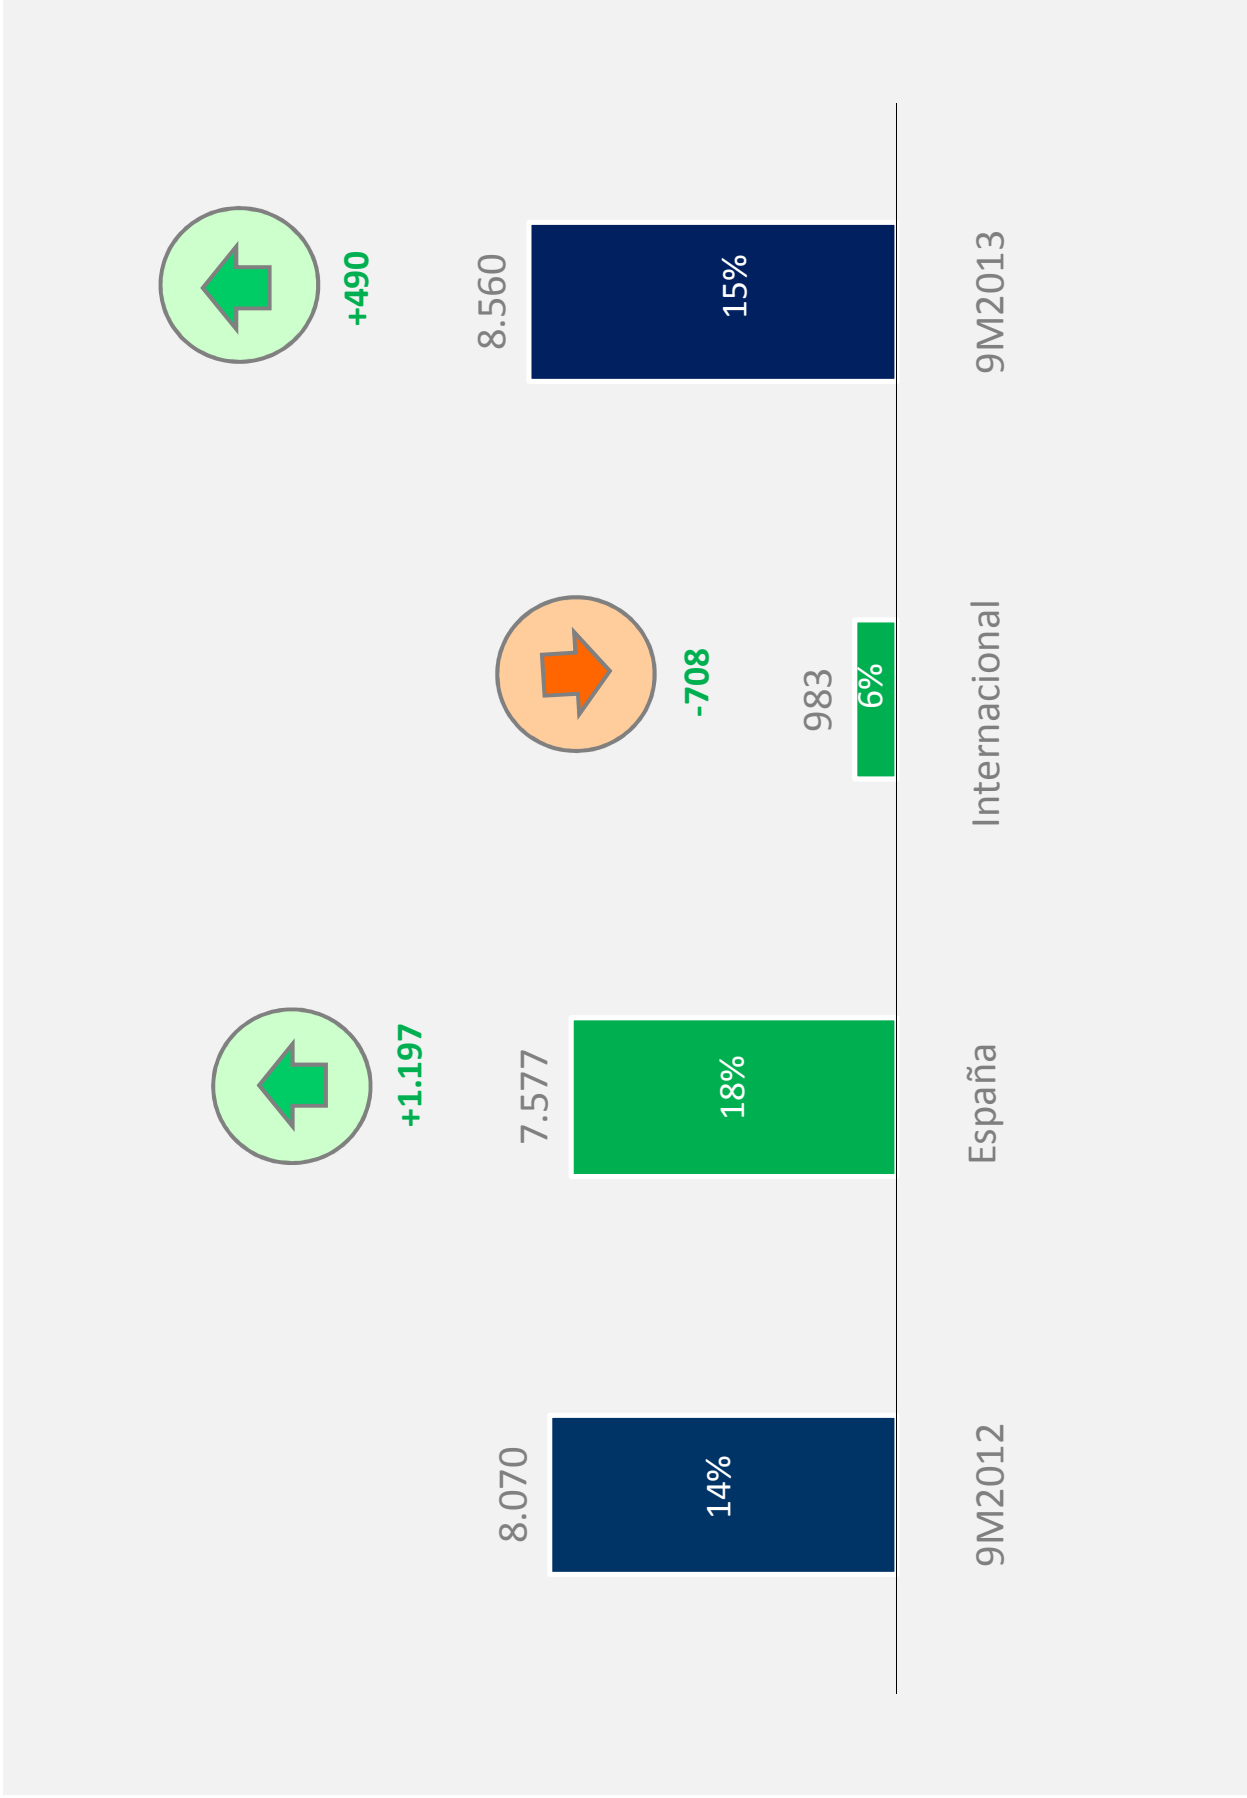 +490
+1.197
8.560
-708
7.577
8.070
983
14%
18%
6%
15%
9M2012
España
Internacional
9M2013